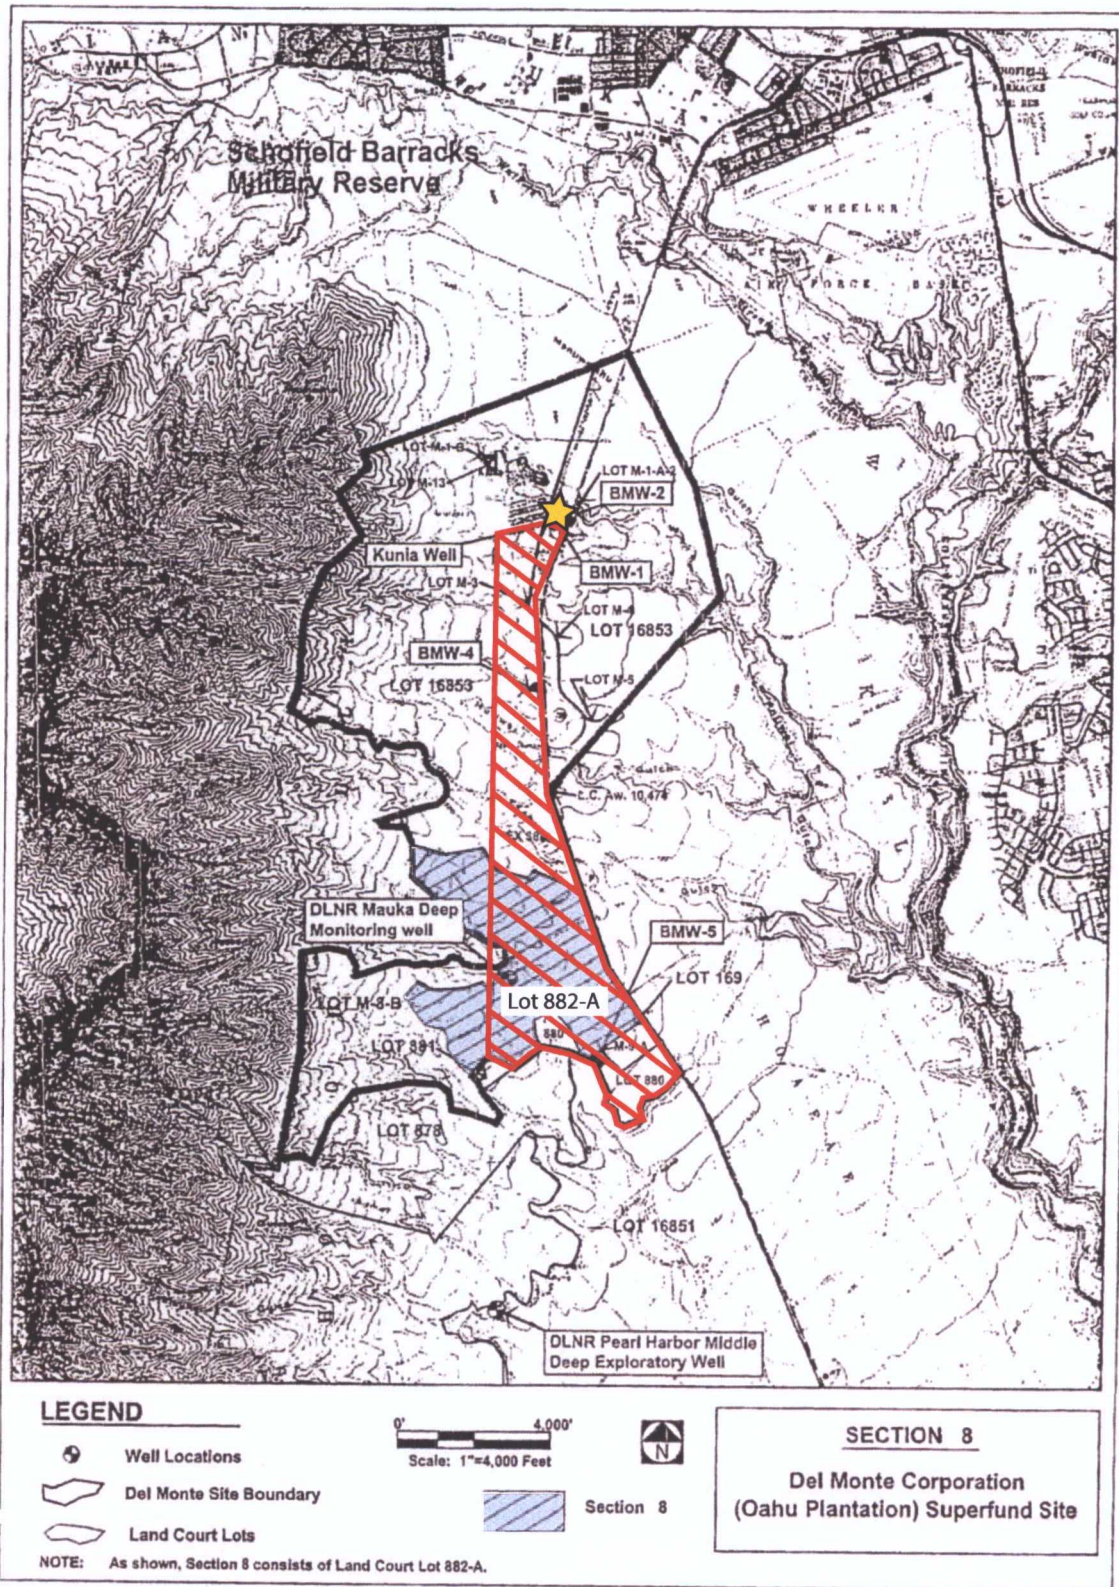 Schofield Barracks
Military Reserve
WHEELER
AIR FORCE BASE
LOT M-1-A-2
LOT M-13
BMW-2
Kunia Well
BMW-1
LOT M-3
LOT 16853
BMW-4
LOT 16853
LOT M-5
Gulch
L.C. Aw. 10,474
Gulch
DLNR Mauka Deep
Monitoring well
BMW-5
LOT 169
Lot 882-A
LOT M-8-B
880
LOT 881
LOT 880
LOT 878
LOT 16851
DLNR Pearl Harbor Middle
Deep Exploratory Well
LEGEND
Well Locations
Del Monte Site Boundary
Land Court Lots
0' 4,000'
Scale: 1"=4,000 Feet
N
Section 8
SECTION 8
Del Monte Corporation
(Oahu Plantation) Superfund Site
NOTE: As shown, Section 8 consists of Land Court Lot 882-A.